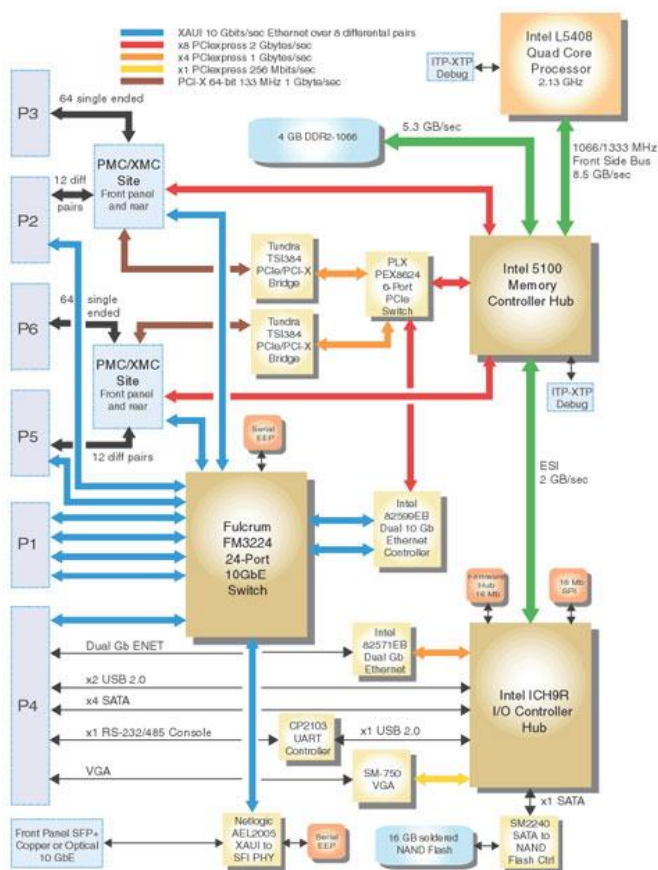 XAUI 10 Gbits/sec Ethernet over 8 differental pairs
x8 PCIexpress 2 Gbytes/sec
x4 PCIexpress 1 Gbytes/sec
x1 PCIexpress 256 Mbits/sec
PCI-X 64-bit 133 MHz 1 Gbyte/sec
Intel L5408
Quad Core
Processor
2.13 GHz
ITP-XTP
Debug
P3
64 single ended
4 GB DDR2-1066
5.3 GB/sec
1066/1333 MHz
Front Side Bus
8.5 GB/sec
PMC/XMC
Site
Front panel
and rear
12 diff
pairs
P2
Tundra
TSI384
PCIe/PCI-X
Bridge
PLX
PEX8624
6-Port
PCIe
Switch
Intel 5100
Memory
Controller Hub
P6
64 single
ended
Tundra
TSI384
PCIe/PCI-X
Bridge
PMC/XMC
Site
Front panel
and rear
ITP-XTP
Debug
P5
12 diff pairs
Serial
EEP
ESI
2 GB/sec
P1
Fulcrum
FM3224
24-Port
10GbE
Switch
Intel
82599EB
Dual 10 Gb
Ethernet
Controller
Firmware
Hub
16 Mb
16 Mb
SPI
P4
Dual Gb ENET
Intel
82571EB
Dual Gb
Ethernet
x2 USB 2.0
x4 SATA
Intel ICH9R
I/O Controller
Hub
x1 RS-232/485 Console
CP2103
UART
Controller
x1 USB 2.0
VGA
SM-750
VGA
x1 SATA
Front Panel SFP+
Copper or Optical
10 GbE
Netlogic
AEL2005
XAUI to
SFI PHY
Serial
EEP
16 GB soldered
NAND Flash
SM2240
SATA to
NAND
Flash Ctrl